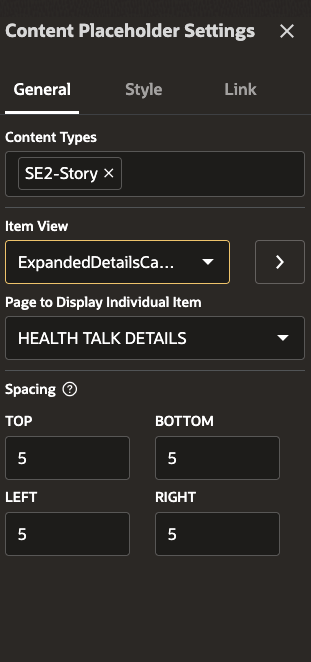 Content Placeholder Settings
General Style Link
Content Types
SE2-Story
Item View
ExpandedDetailsCa...
Page to Display Individual Item
HEALTH TALK DETAILS
Spacing
TOP BOTTOM
5 5
LEFT RIGHT
5 5